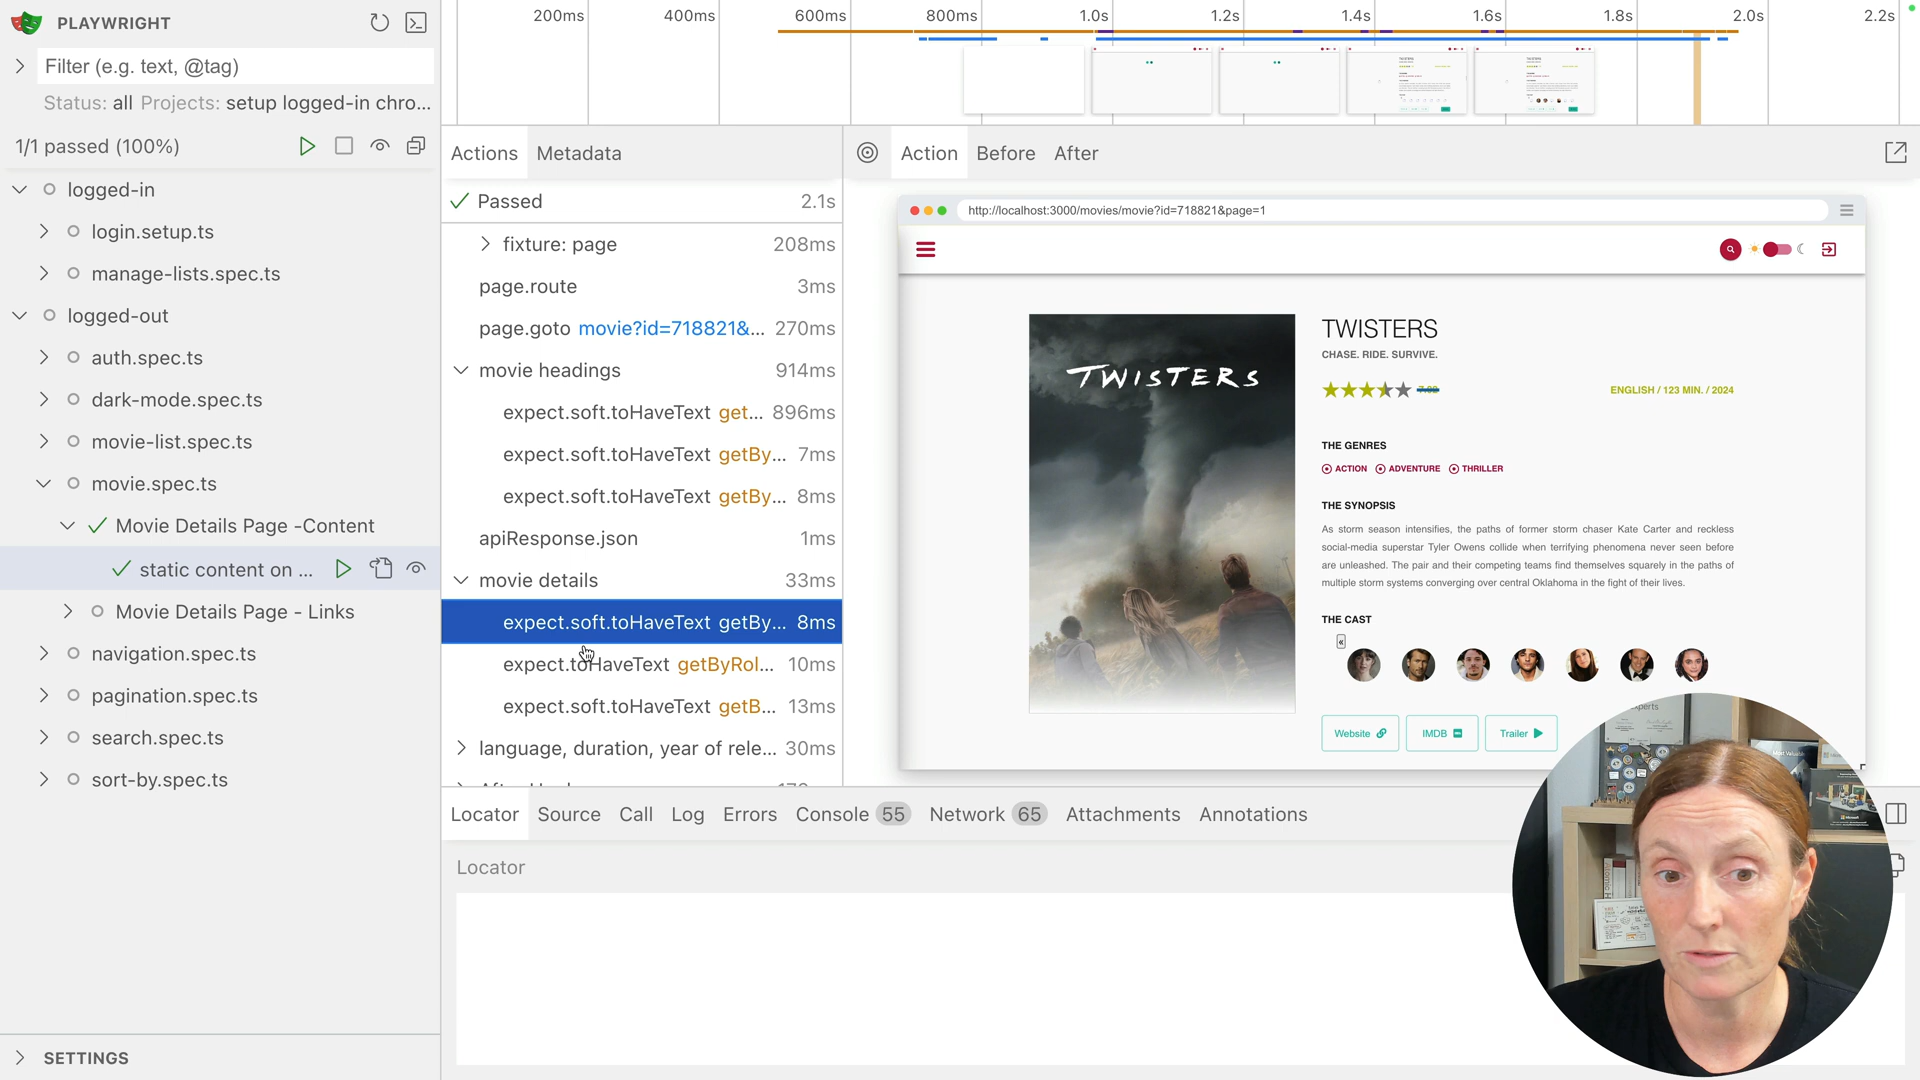 PLAYWRIGHT
Filter (e.g. text, @tag)
Status: all Projects: setup logged-in chro...
1/1 passed (100%)
logged-in
login.setup.ts
manage-lists.spec.ts
logged-out
auth.spec.ts
dark-mode.spec.ts
movie-list.spec.ts
movie.spec.ts
Movie Details Page -Content
static content on ...
Movie Details Page - Links
navigation.spec.ts
pagination.spec.ts
search.spec.ts
sort-by.spec.ts
SETTINGS
200ms 400ms 600ms 800ms 1.0s 1.2s 1.4s 1.6s 1.8s 2.0s 2.2s
Actions Metadata
Passed 2.1s
fixture: page 208ms
page.route 3ms
page.goto movie?id=718821&... 270ms
movie headings 914ms
expect.soft.toHaveText get... 896ms
expect.soft.toHaveText getBy... 7ms
expect.soft.toHaveText getBy... 8ms
apiResponse.json 1ms
movie details 33ms
expect.soft.toHaveText getBy... 8ms
expect.toHaveText getByRol... 10ms
expect.soft.toHaveText getB... 13ms
language, duration, year of rele... 30ms
Action Before After
http://localhost:3000/movies/movie?id=718821&page=1
TWISTERS
TWISTERS
CHASE. RIDE. SURVIVE.
ENGLISH / 123 MIN. / 2024
THE GENRES
ACTION ADVENTURE THRILLER
THE SYNOPSIS
As storm season intensifies, the paths of former storm chaser Kate Carter and reckless
social-media superstar Tyler Owens collide when terrifying phenomena never seen before
are unleashed. The pair and their competing teams find themselves squarely in the paths of
multiple storm systems converging over central Oklahoma in the fight of their lives.
THE CAST
«
Website IMDB Trailer
Locator Source Call Log Errors Console 55 Network 65 Attachments Annotations
Locator